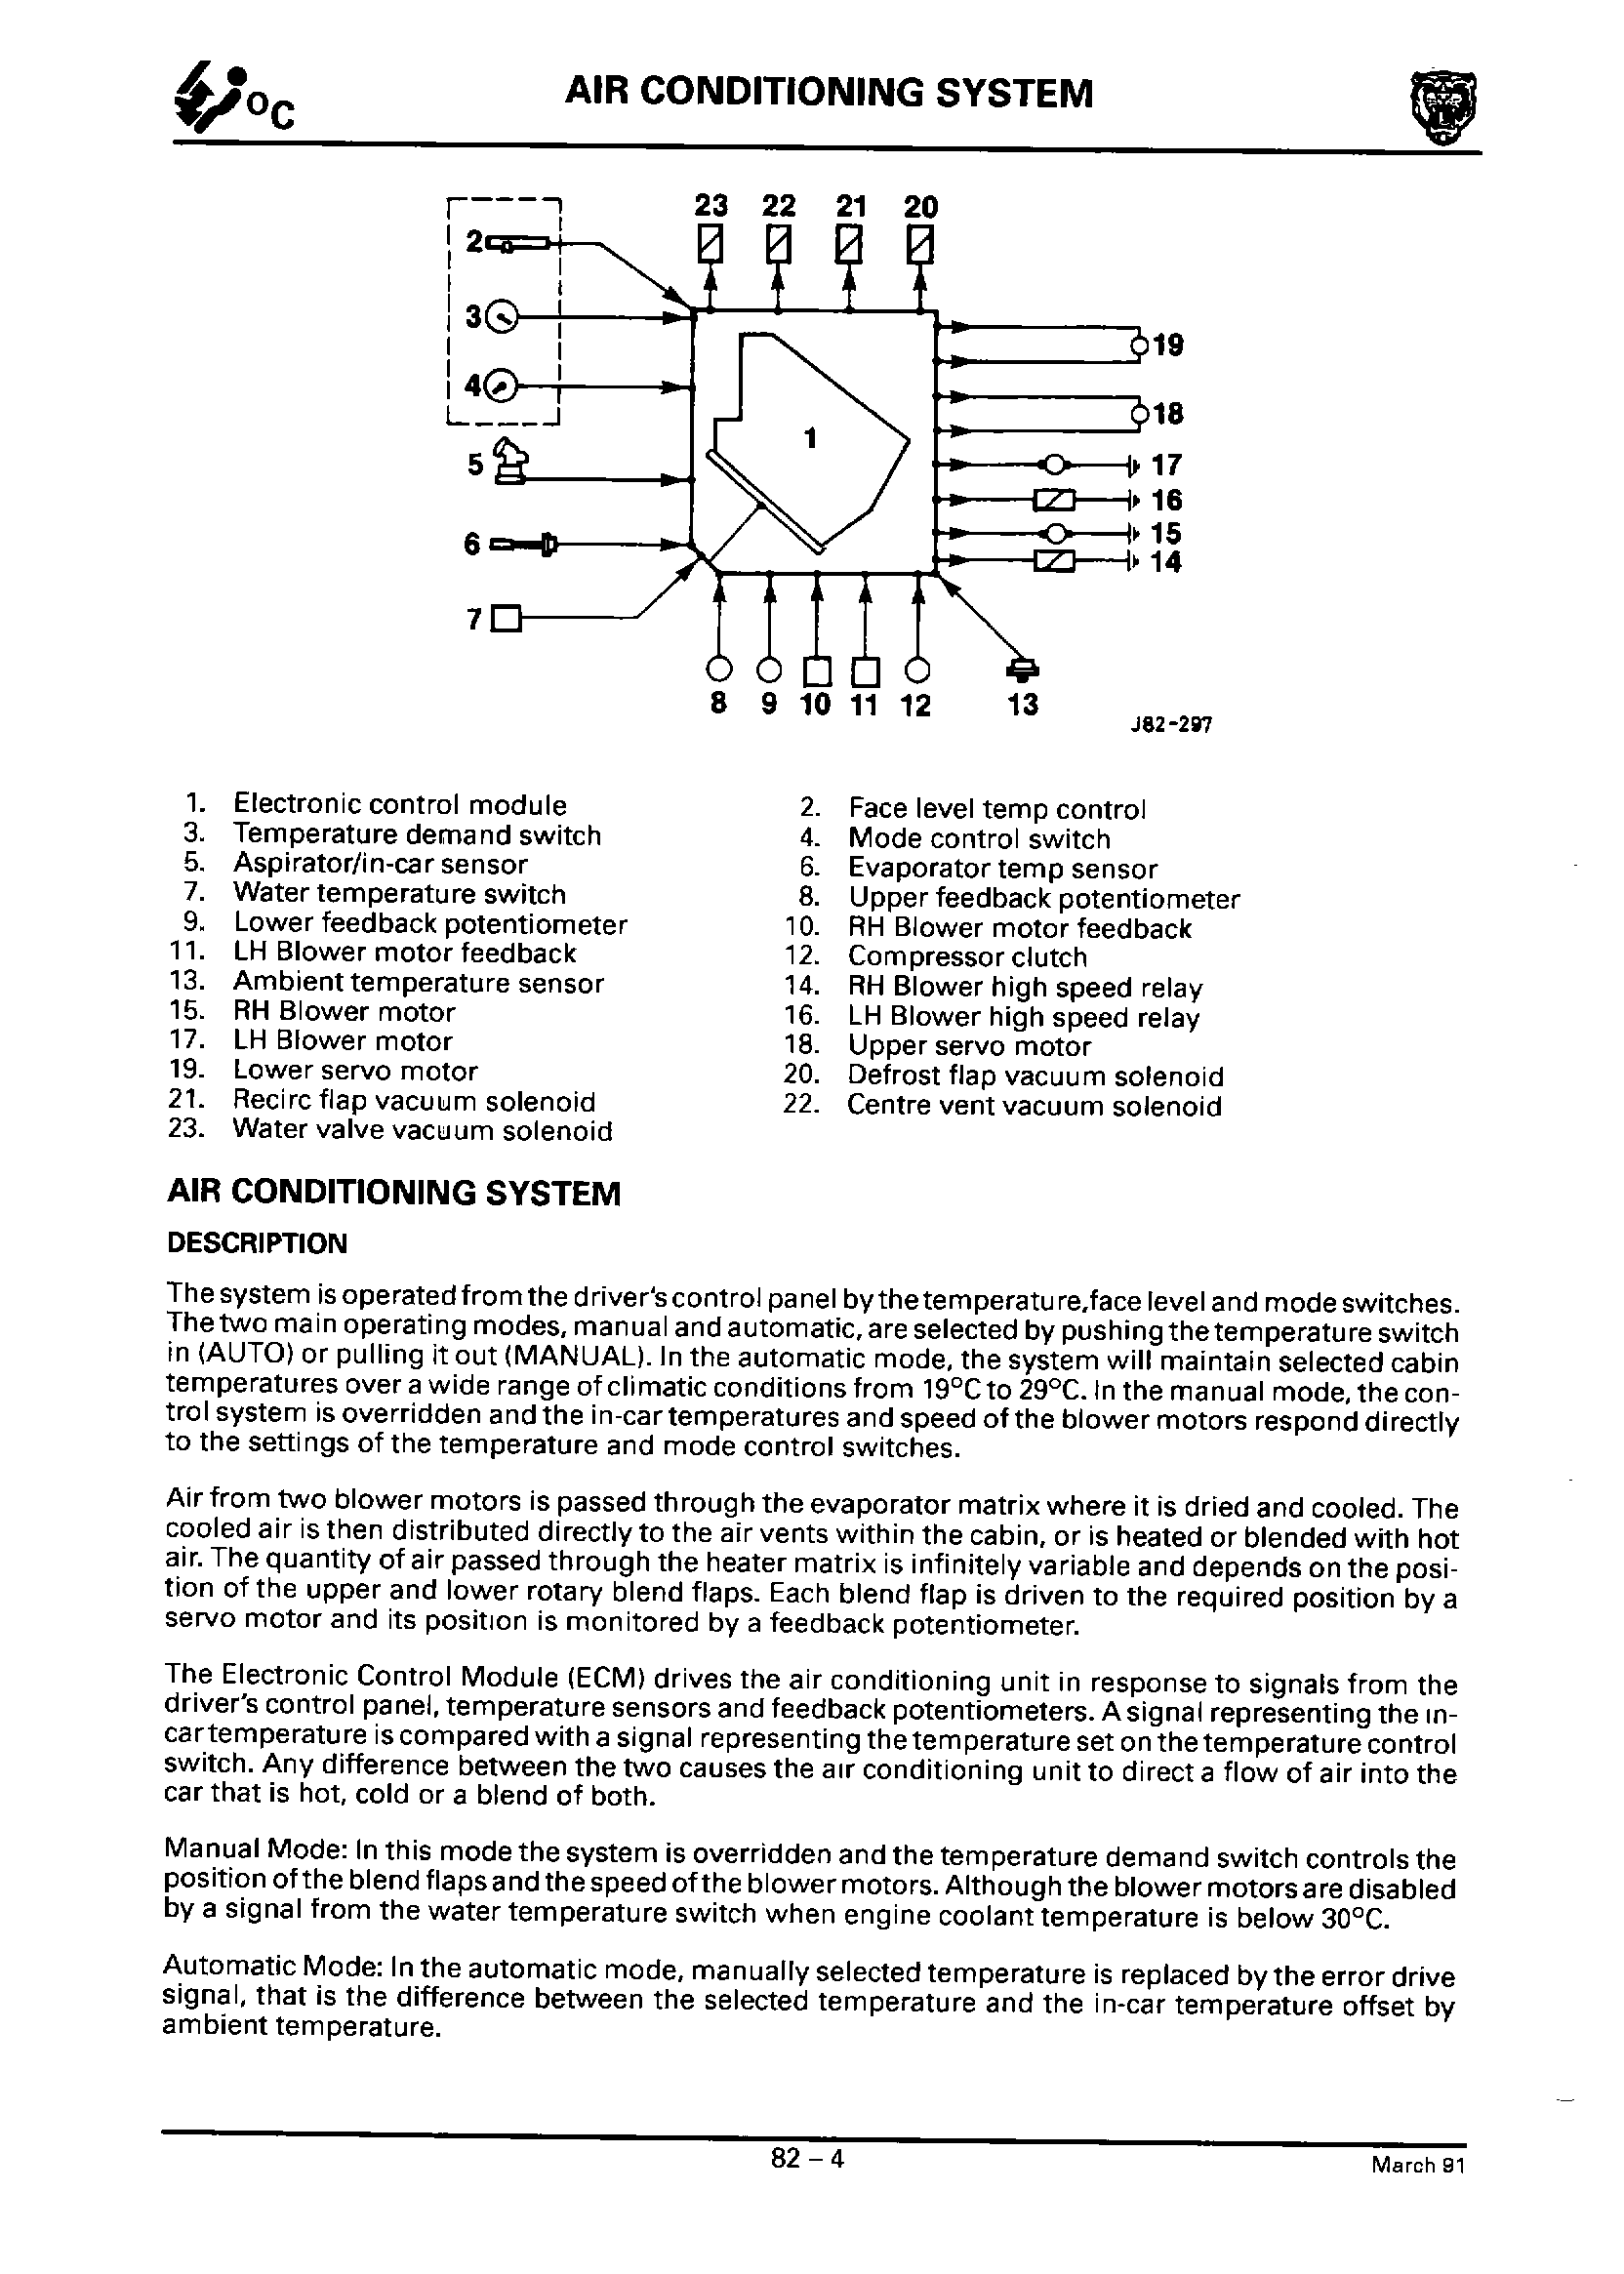 °C
AIR CONDITIONING SYSTEM
23 22 21 20
2
3
4
5
6
7
1
19
18
17
16
15
14
8 9 10 11 12 13
J82-297
1. Electronic control module
2. Face level temp control
3. Temperature demand switch
4. Mode control switch
5. Aspirator/in-car sensor
6. Evaporator temp sensor
7. Water temperature switch
8. Upper feedback potentiometer
9. Lower feedback potentiometer
10. RH Blower motor feedback
11. LH Blower motor feedback
12. Compressor clutch
13. Ambient temperature sensor
14. RH Blower high speed relay
15. RH Blower motor
16. LH Blower high speed relay
17. LH Blower motor
18. Upper servo motor
19. Lower servo motor
20. Defrost flap vacuum solenoid
21. Recirc flap vacuum solenoid
22. Centre vent vacuum solenoid
23. Water valve vacuum solenoid
AIR CONDITIONING SYSTEM
DESCRIPTION
The system is operated from the driver's control panel by the temperature,face level and mode switches.
The two main operating modes, manual and automatic, are selected by pushing the temperature switch
in (AUTO) or pulling it out (MANUAL). In the automatic mode, the system will maintain selected cabin
temperatures over a wide range of climatic conditions from 19°C to 29°C. In the manual mode, the con-
trol system is overridden and the in-car temperatures and speed of the blower motors respond directly
to the settings of the temperature and mode control switches.
Air from two blower motors is passed through the evaporator matrix where it is dried and cooled. The
cooled air is then distributed directly to the air vents within the cabin, or is heated or blended with hot
air. The quantity of air passed through the heater matrix is infinitely variable and depends on the posi-
tion of the upper and lower rotary blend flaps. Each blend flap is driven to the required position by a
servo motor and its position is monitored by a feedback potentiometer.
The Electronic Control Module (ECM) drives the air conditioning unit in response to signals from the
driver's control panel, temperature sensors and feedback potentiometers. A signal representing the in-
car temperature is compared with a signal representing the temperature set on the temperature control
switch. Any difference between the two causes the air conditioning unit to direct a flow of air into the
car that is hot, cold or a blend of both.
Manual Mode: In this mode the system is overridden and the temperature demand switch controls the
position of the blend flaps and the speed of the blower motors. Although the blower motors are disabled
by a signal from the water temperature switch when engine coolant temperature is below 30°C.
Automatic Mode: In the automatic mode, manually selected temperature is replaced by the error drive
signal, that is the difference between the selected temperature and the in-car temperature offset by
ambient temperature.
82 – 4
March 91